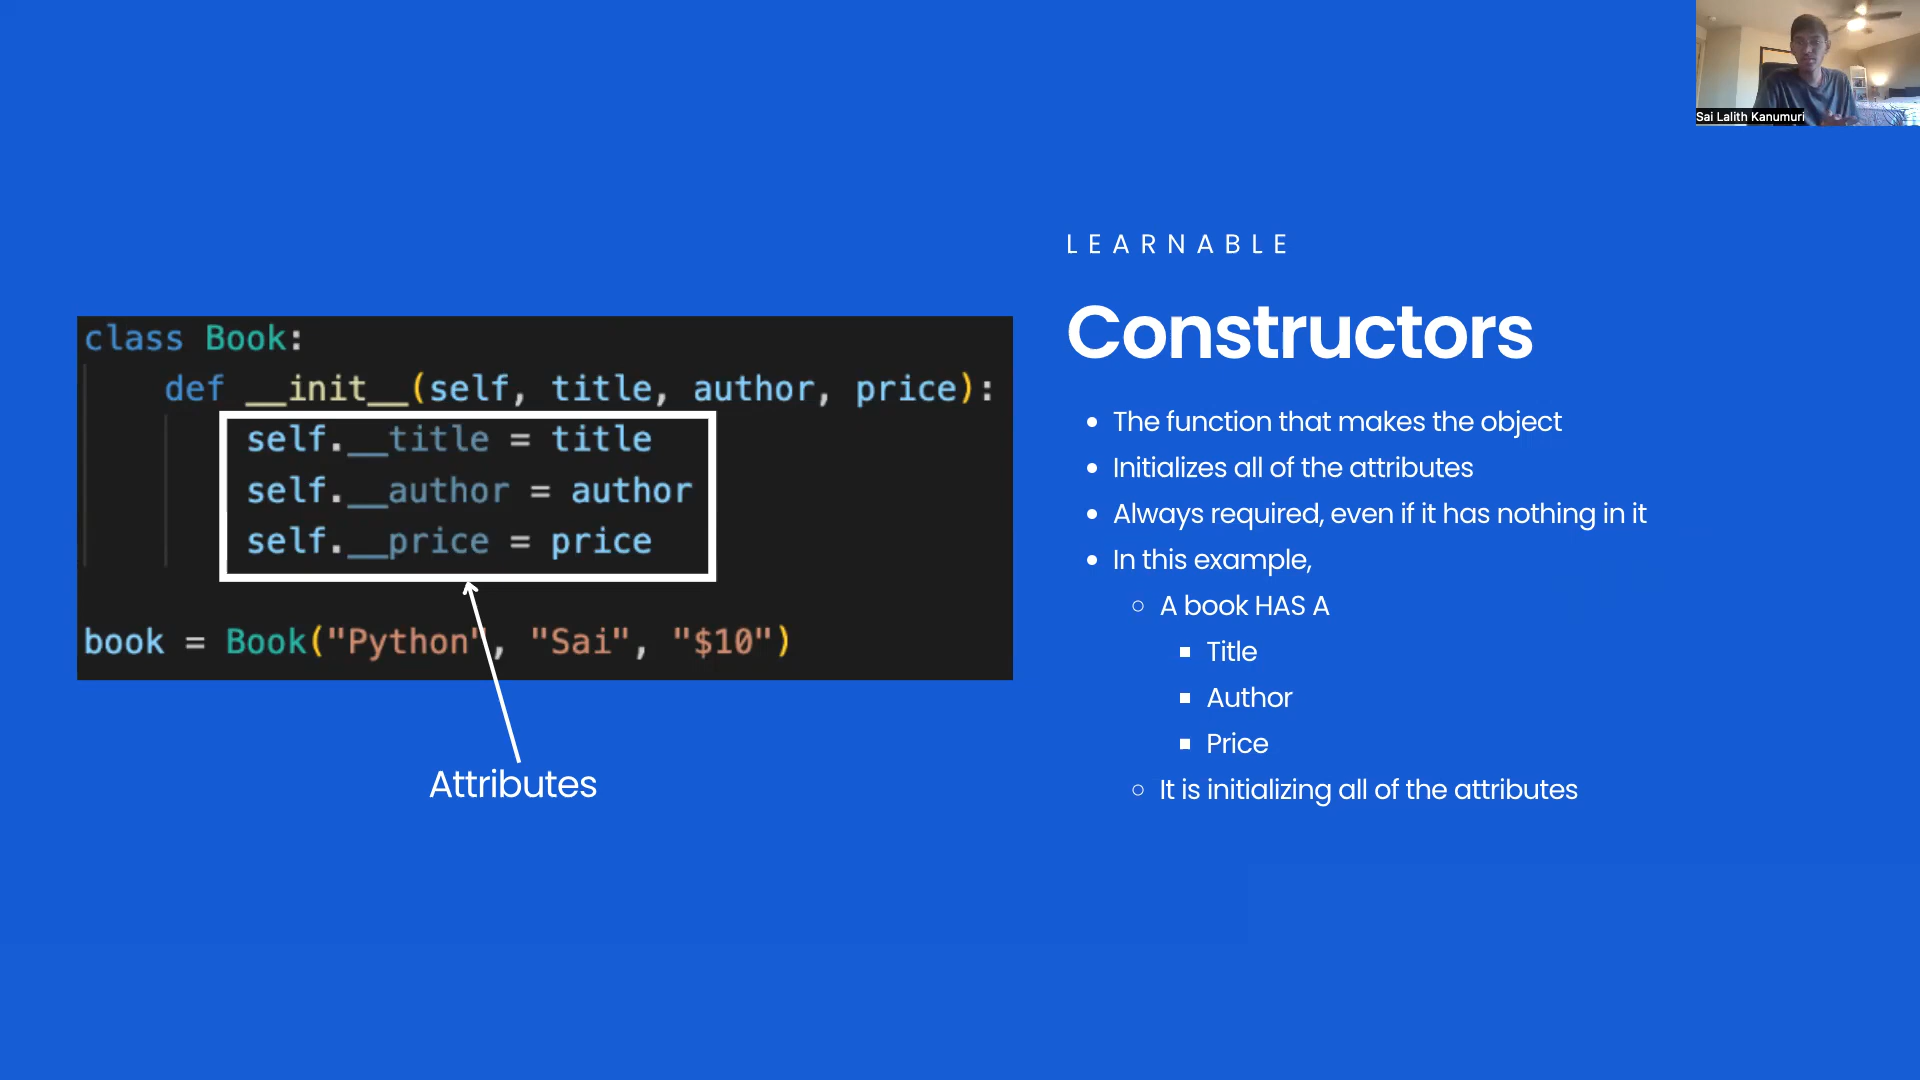 Sai Lalith Kanumuri
LEARNABLE
Constructors
class Book:
def __init__(self, title, author, price):
self.__title = title
self.__author = author
self.__price = price
book = Book("Python", "Sai", "$10")
Attributes
• The function that makes the object
• Initializes all of the attributes
• Always required, even if it has nothing in it
• In this example,
○ A book HAS A
▪ Title
▪ Author
▪ Price
○ It is initializing all of the attributes